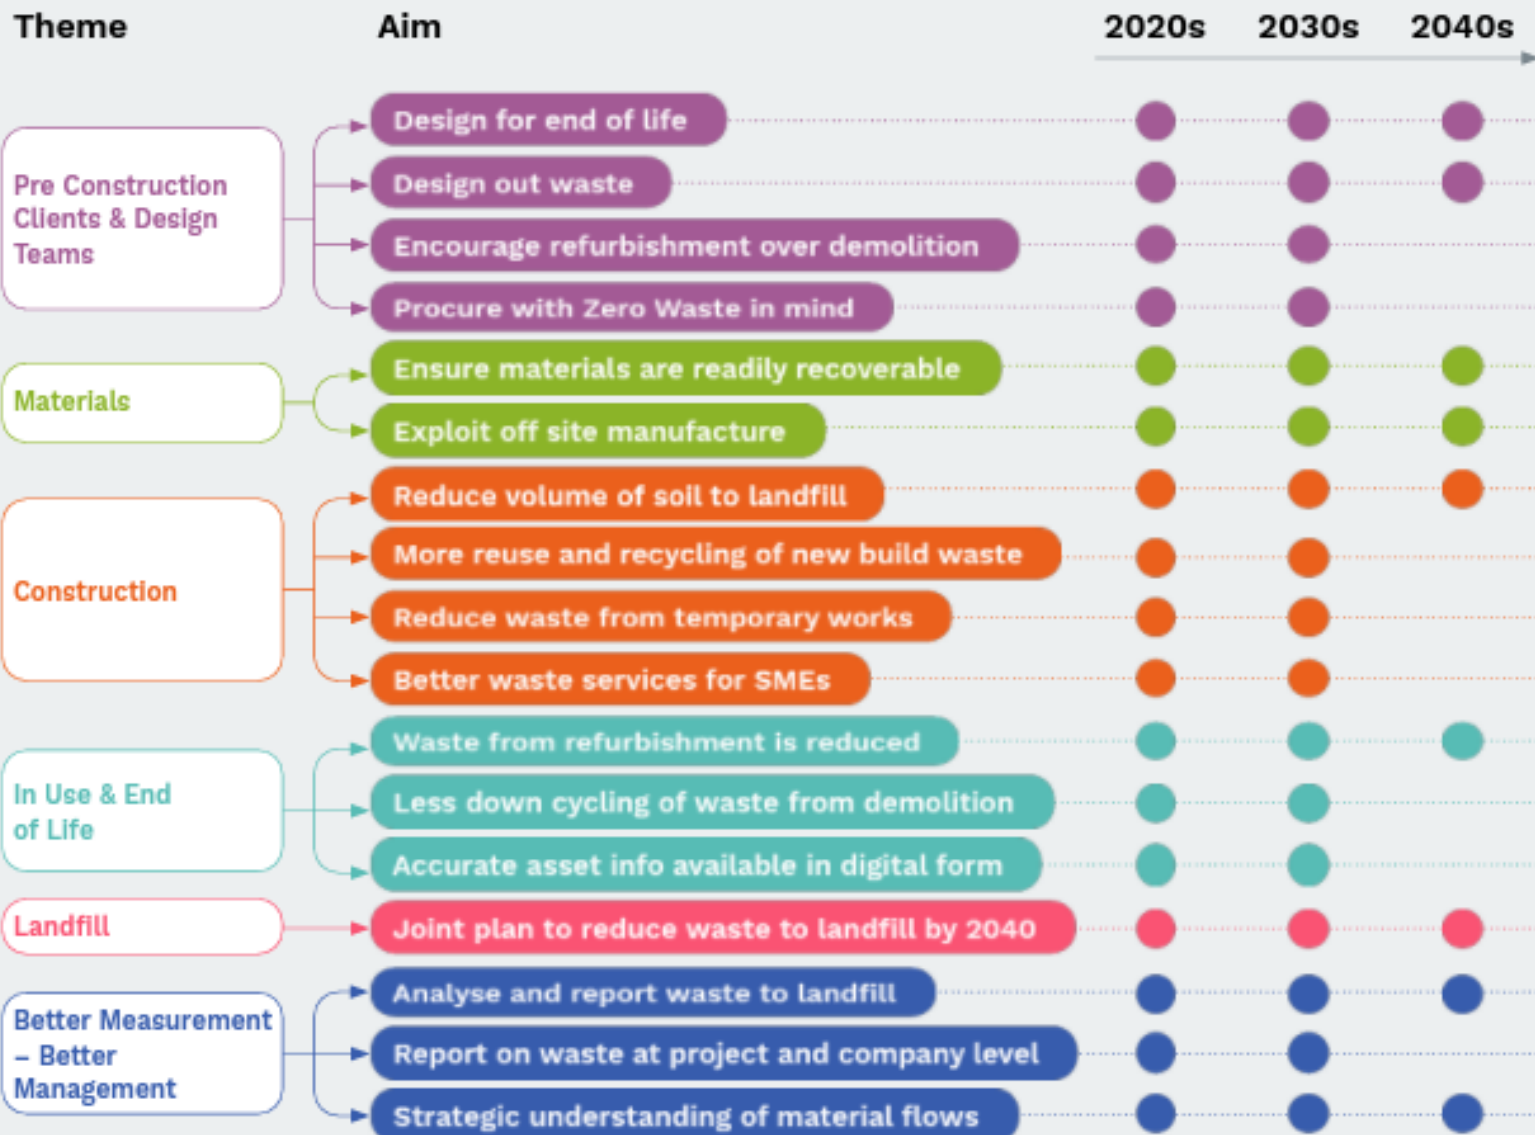 Theme Aim 2020s 2030s 2040s
Pre Construction
Clients & Design
Teams
Design for end of life
Design out waste
Encourage refurbishment over demolition
Procure with Zero Waste in mind
Materials
Ensure materials are readily recoverable
Exploit off site manufacture
Construction
Reduce volume of soil to landfill
More reuse and recycling of new build waste
Reduce waste from temporary works
Better waste services for SMEs
In Use & End
of Life
Waste from refurbishment is reduced
Less down cycling of waste from demolition
Accurate asset info available in digital form
Landfill
Joint plan to reduce waste to landfill by 2040
Better Measurement
– Better
Management
Analyse and report waste to landfill
Report on waste at project and company level
Strategic understanding of material flows